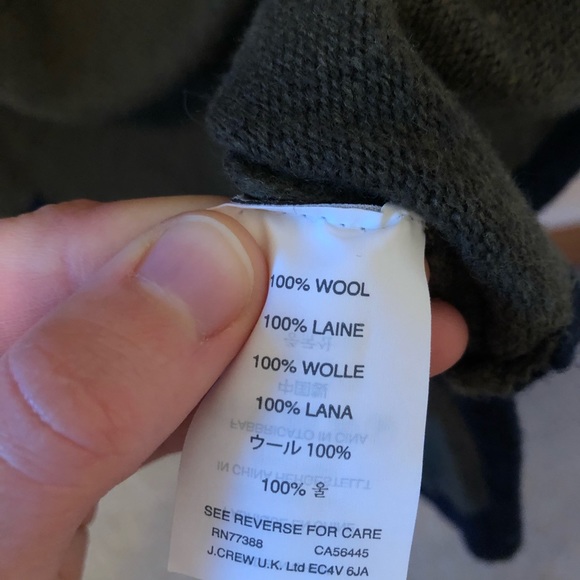 100% WOOL
100% LAINE
100% WOLLE
100% LANA
ウール 100%
100% 울
SEE REVERSE FOR CARE
RN77388 CA56445
J.CREW U.K. Ltd EC4V 6JA